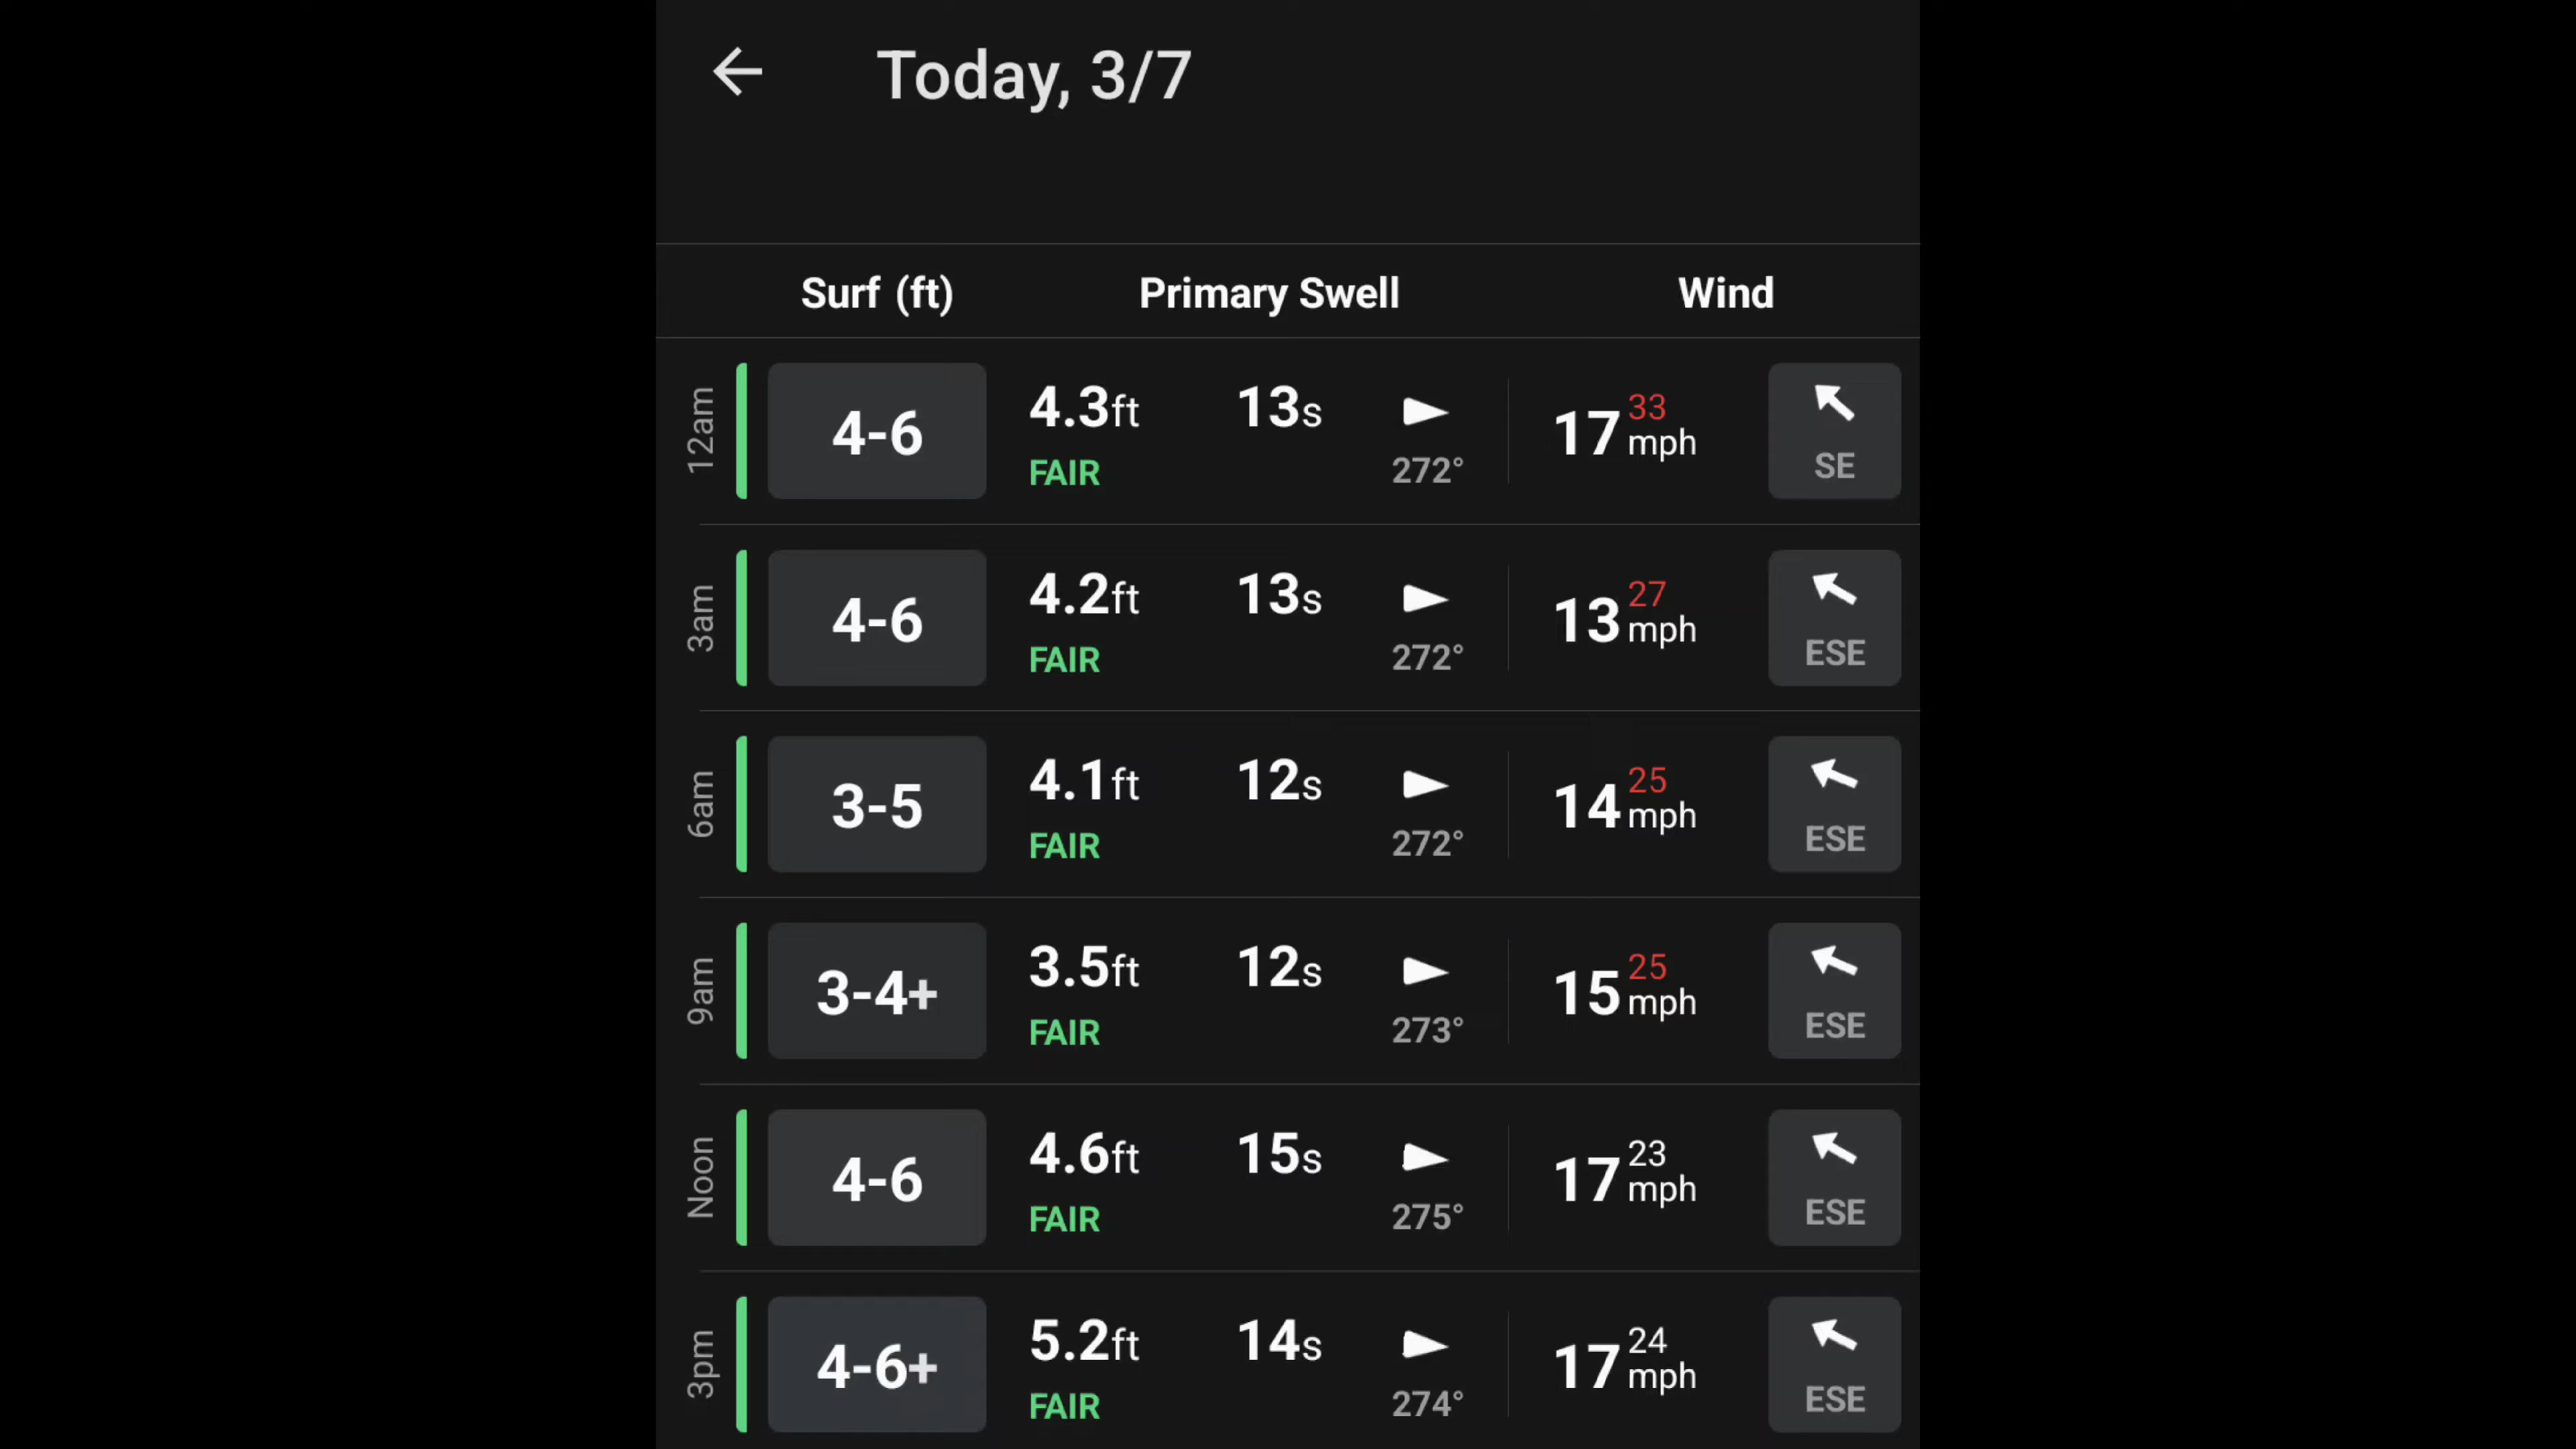 Today, 3/7
Surf (ft) Primary Swell Wind
12am 4-6 4.3ft 13s 17 33 mph
FAIR 272° SE
3am 4-6 4.2ft 13s 13 27 mph
FAIR 272° ESE
6am 3-5 4.1ft 12s 14 25 mph
FAIR 272° ESE
9am 3-4+ 3.5ft 12s 15 25 mph
FAIR 273° ESE
Noon 4-6 4.6ft 15s 17 23 mph
FAIR 275° ESE
3pm 4-6+ 5.2ft 14s 17 24 mph
FAIR 274° ESE